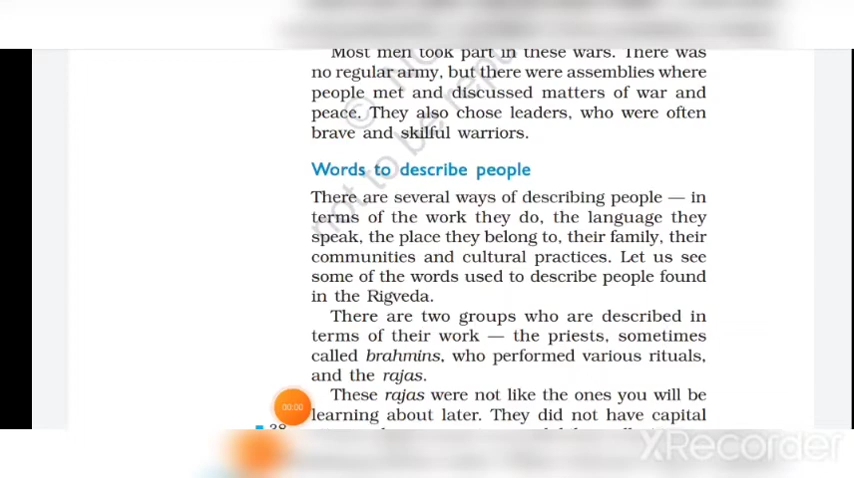 Most men took part in these wars. There was
no regular army, but there were assemblies where
people met and discussed matters of war and
peace. They also chose leaders, who were often
brave and skilful warriors.
Words to describe people
There are several ways of describing people — in
terms of the work they do, the language they
speak, the place they belong to, their family, their
communities and cultural practices. Let us see
some of the words used to describe people found
in the Rigveda.
There are two groups who are described in
terms of their work — the priests, sometimes
called brahmins, who performed various rituals,
and the rajas.
These rajas were not like the ones you will be
00:00
learning about later. They did not have capital
38
XRecorder
not to be